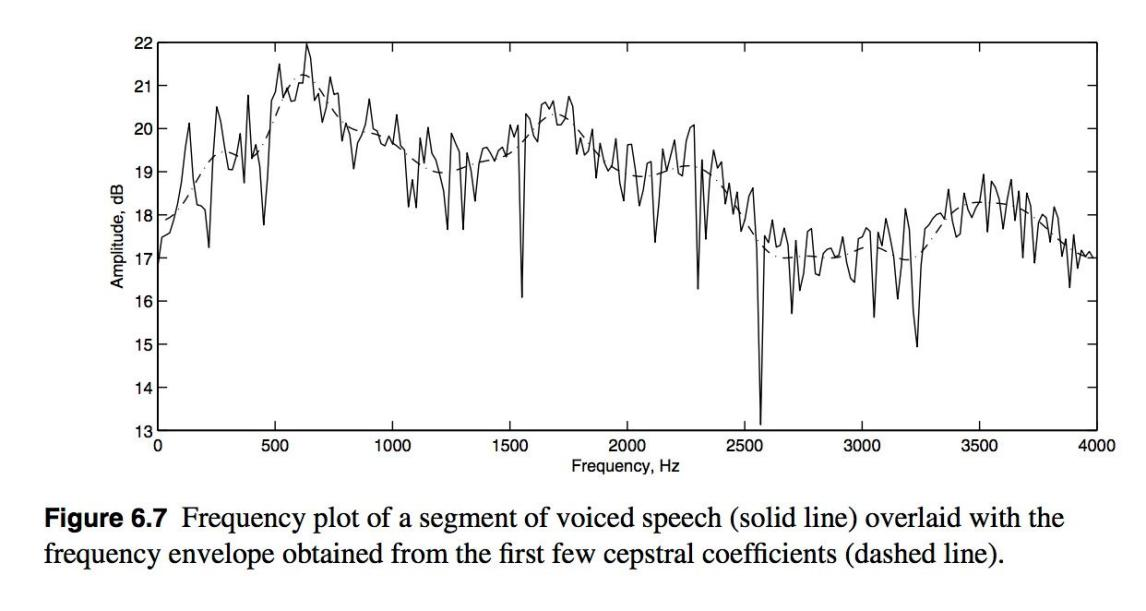 22
21
20
19
18
17
16
15
14
13
Amplitude, dB
0 500 1000 1500 2000 2500 3000 3500 4000
Frequency, Hz
Figure 6.7 Frequency plot of a segment of voiced speech (solid line) overlaid with the
frequency envelope obtained from the first few cepstral coefficients (dashed line).